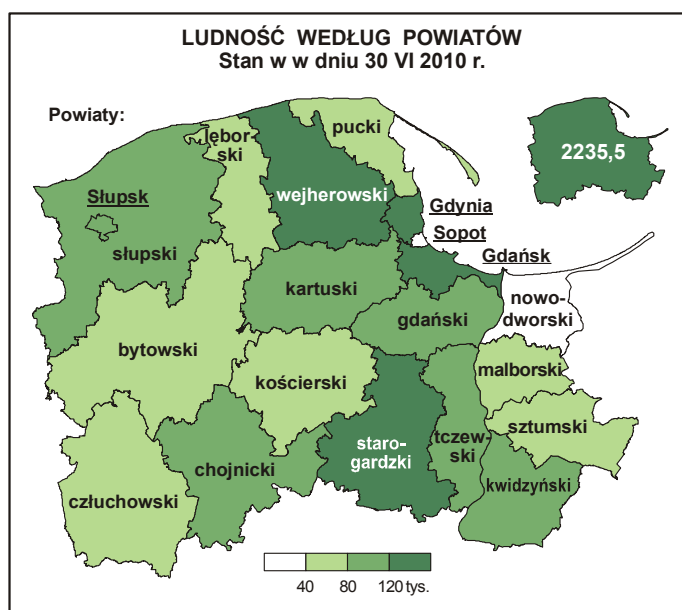 LUDNOŚĆ WEDŁUG POWIATÓW
Stan w w dniu 30 VI 2010 r.
Powiaty:
2235,5
lębor-
ski
pucki
wejherowski
Gdynia
Sopot
Gdańsk
Słupsk
słupski
kartuski
gdański
nowo-
dworski
bytowski
kościerski
malborski
sztumski
staro-
gardzki
tczew-
ski
chojnicki
człuchowski
kwidzyński
40 80 120 tys.